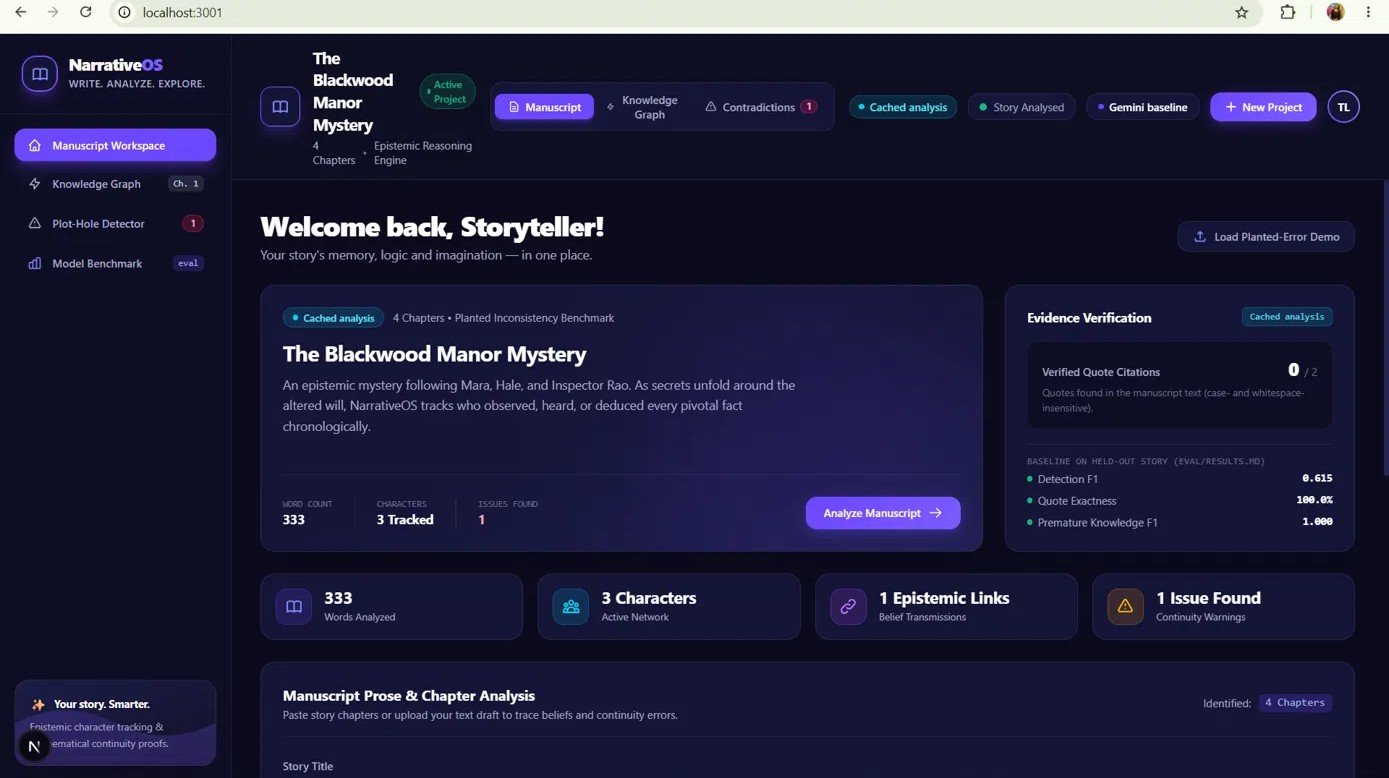 localhost:3001
NarrativeOS
WRITE. ANALYZE. EXPLORE.
Manuscript Workspace
Knowledge Graph Ch. 1
Plot-Hole Detector 1
Model Benchmark eval
Your story. Smarter.
Epistemic character tracking &
ematical continuity proofs.
N
The
Blackwood
Manor
Mystery
4
Chapters
•
Epistemic Reasoning
Engine
Active
Project
Manuscript
Knowledge
Graph
Contradictions 1
Cached analysis
Story Analysed
Gemini baseline
+ New Project
TL
Welcome back, Storyteller!
Your story's memory, logic and imagination — in one place.
Load Planted-Error Demo
Cached analysis 4 Chapters • Planted Inconsistency Benchmark
The Blackwood Manor Mystery
An epistemic mystery following Mara, Hale, and Inspector Rao. As secrets unfold around the
altered will, NarrativeOS tracks who observed, heard, or deduced every pivotal fact
chronologically.
WORD COUNT
333
CHARACTERS
3 Tracked
ISSUES FOUND
1
Analyze Manuscript →
Evidence Verification Cached analysis
Verified Quote Citations 0 / 2
Quotes found in the manuscript text (case- and whitespace-
insensitive).
BASELINE ON HELD-OUT STORY (EVAL/RESULTS.MD)
Detection F1 0.615
Quote Exactness 100.0%
Premature Knowledge F1 1.000
333
Words Analyzed
3 Characters
Active Network
1 Epistemic Links
Belief Transmissions
1 Issue Found
Continuity Warnings
Manuscript Prose & Chapter Analysis
Paste story chapters or upload your text draft to trace beliefs and continuity errors.
Identified: 4 Chapters
Story Title